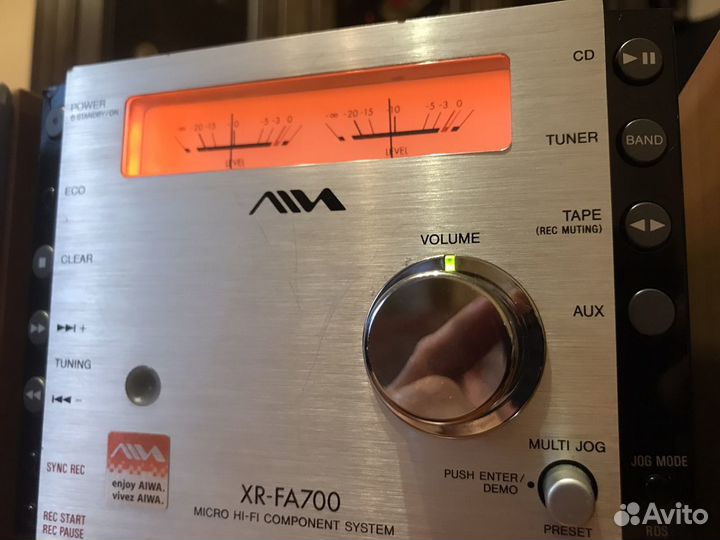 POWER
STANDBY/ON
ECO
CLEAR
+
TUNING
−
SYNC REC
REC START
REC PAUSE
-∞ -20 -15 -10 -5 -3 0
LEVEL
-∞ -20 -15 -10 -5 -3 0
LEVEL
AIWA
VOLUME
CD
TUNER
BAND
TAPE
(REC MUTING)
AUX
MULTI JOG
PUSH ENTER/
DEMO
PRESET
JOG MODE
RDS
AIWA
enjoy AIWA.
vivez AIWA.
XR-FA700
MICRO HI-FI COMPONENT SYSTEM
Avito